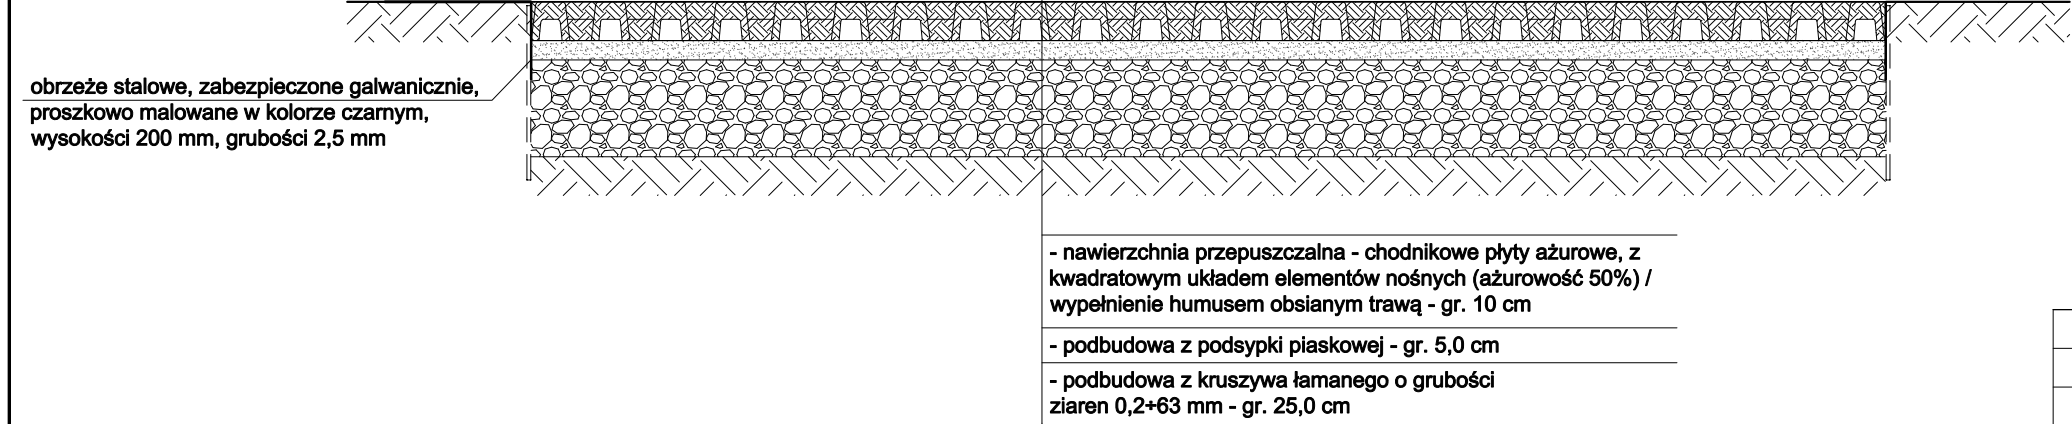 obrzeże stalowe, zabezpieczone galwanicznie,
proszkowo malowane w kolorze czarnym,
wysokości 200 mm, grubości 2,5 mm
- nawierzchnia przepuszczalna - chodnikowe płyty ażurowe, z
kwadratowym układem elementów nośnych (ażurowość 50%) /
wypełnienie humusem obsianym trawą - gr. 10 cm
- podbudowa z podsypki piaskowej - gr. 5,0 cm
- podbudowa z kruszywa łamanego o grubości
ziaren 0,2+63 mm - gr. 25,0 cm